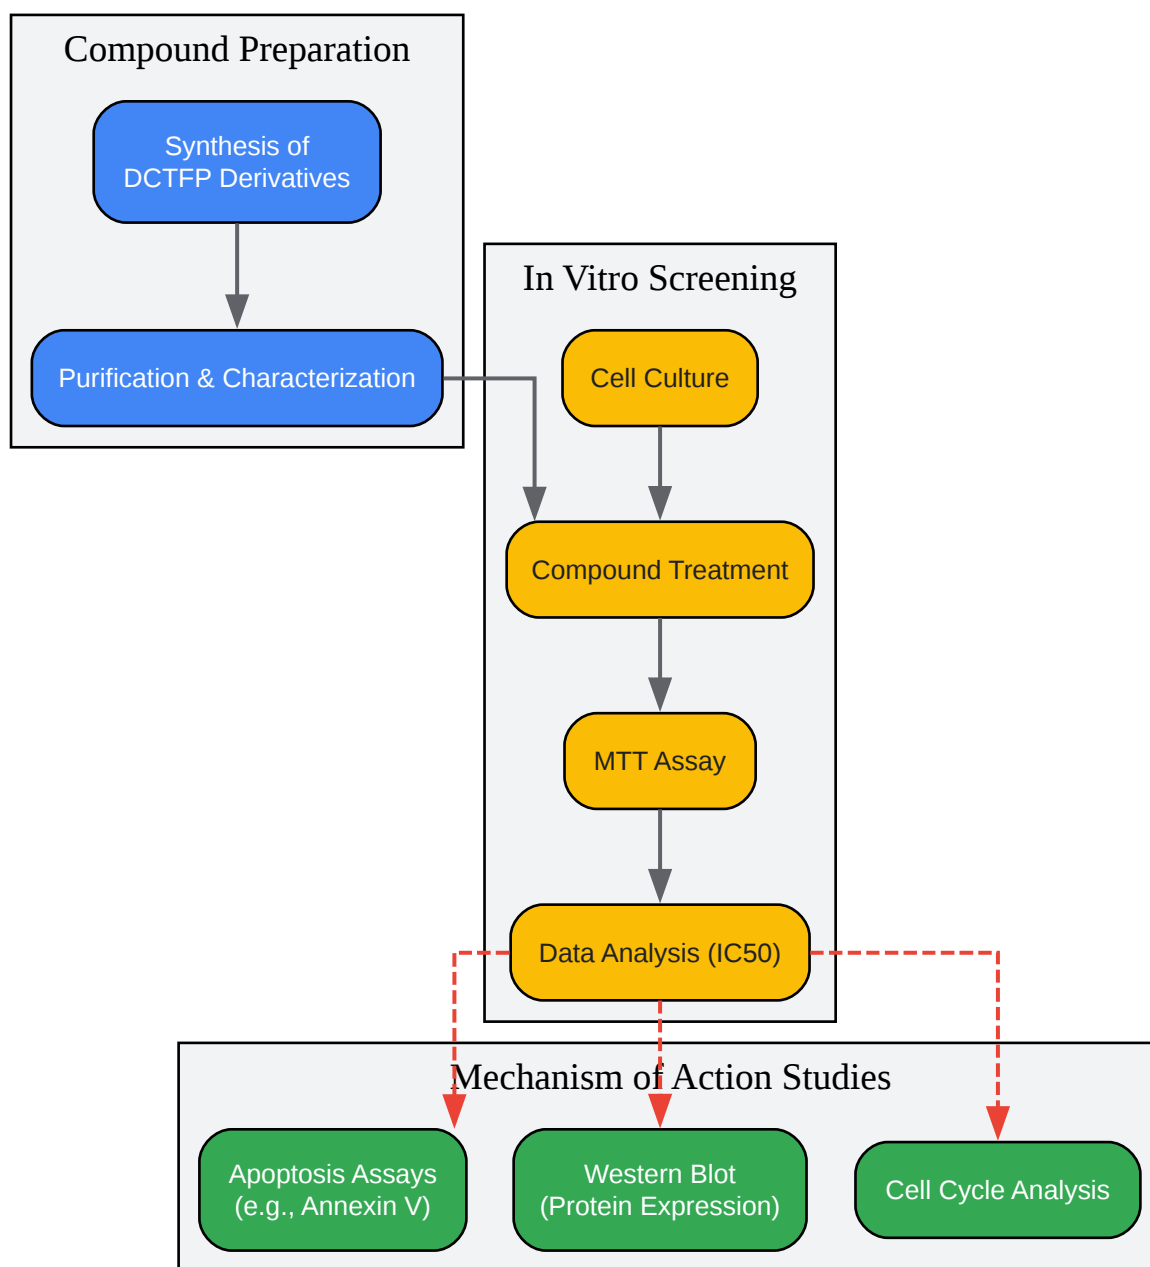 Compound Preparation
Synthesis of
DCTFP Derivatives
Purification & Characterization
In Vitro Screening
Cell Culture
Compound Treatment
MTT Assay
Data Analysis (IC50)
Mechanism of Action Studies
Apoptosis Assays
(e.g., Annexin V)
Western Blot
(Protein Expression)
Cell Cycle Analysis